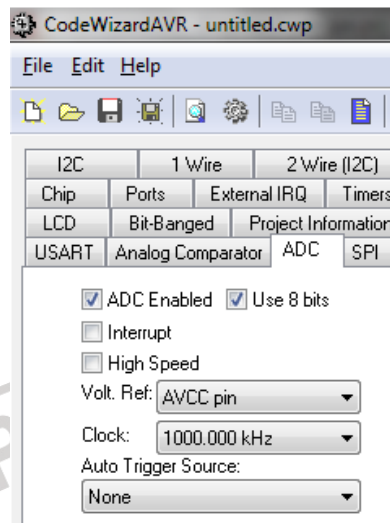 CodeWizardAVR - untitled.cwp
File Edit Help
I2C 1 Wire 2 Wire (I2C)
Chip Ports External IRQ Timers
LCD Bit-Banged Project Information
USART Analog Comparator ADC SPI
ADC Enabled Use 8 bits
Interrupt
High Speed
Volt. Ref: AVCC pin
Clock: 1000.000 kHz
Auto Trigger Source:
None